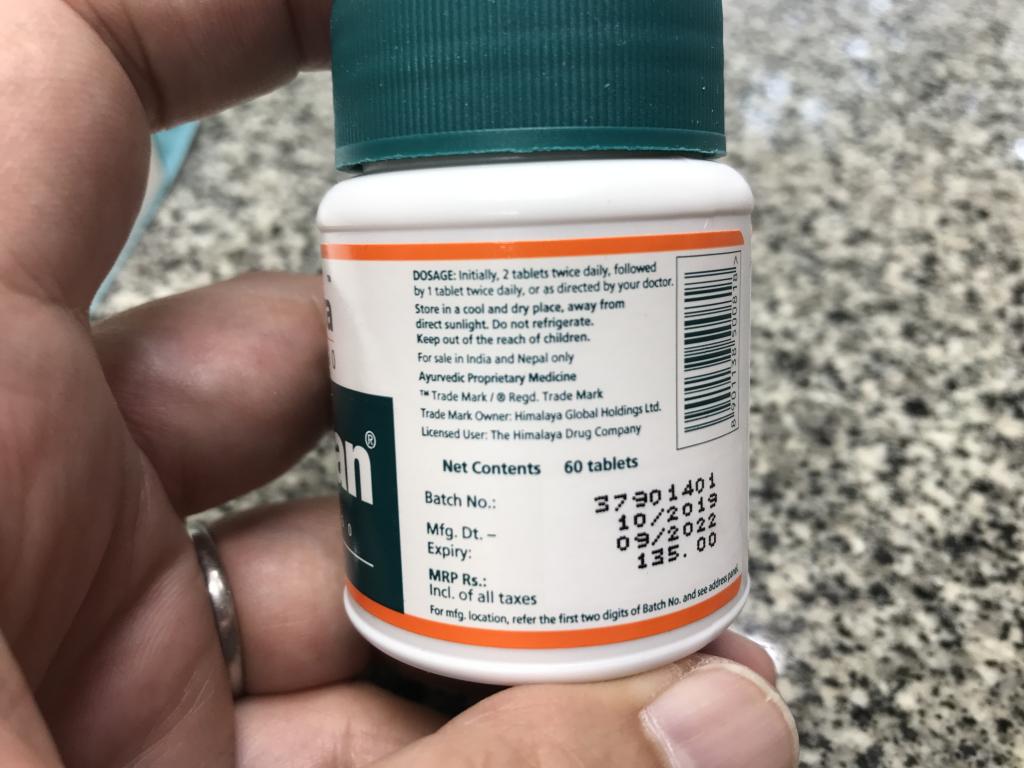 DOSAGE: Initially, 2 tablets twice daily, followed
by 1 tablet twice daily, or as directed by your doctor.
Store in a cool and dry place, away from
direct sunlight. Do not refrigerate.
Keep out of the reach of children.
For sale in India and Nepal only
Ayurvedic Proprietary Medicine
™ Trade Mark / ® Regd. Trade Mark
Trade Mark Owner: Himalaya Global Holdings Ltd.
Licensed User: The Himalaya Drug Company
8 901138 500818 >
an®
Net Contents 60 tablets
Batch No.: 37901401
Mfg. Dt. – 10/2019
Expiry: 09/2022
MRP Rs.: 135.00
Incl. of all taxes
For mfg. location, refer the first two digits of Batch No. and see address panel.